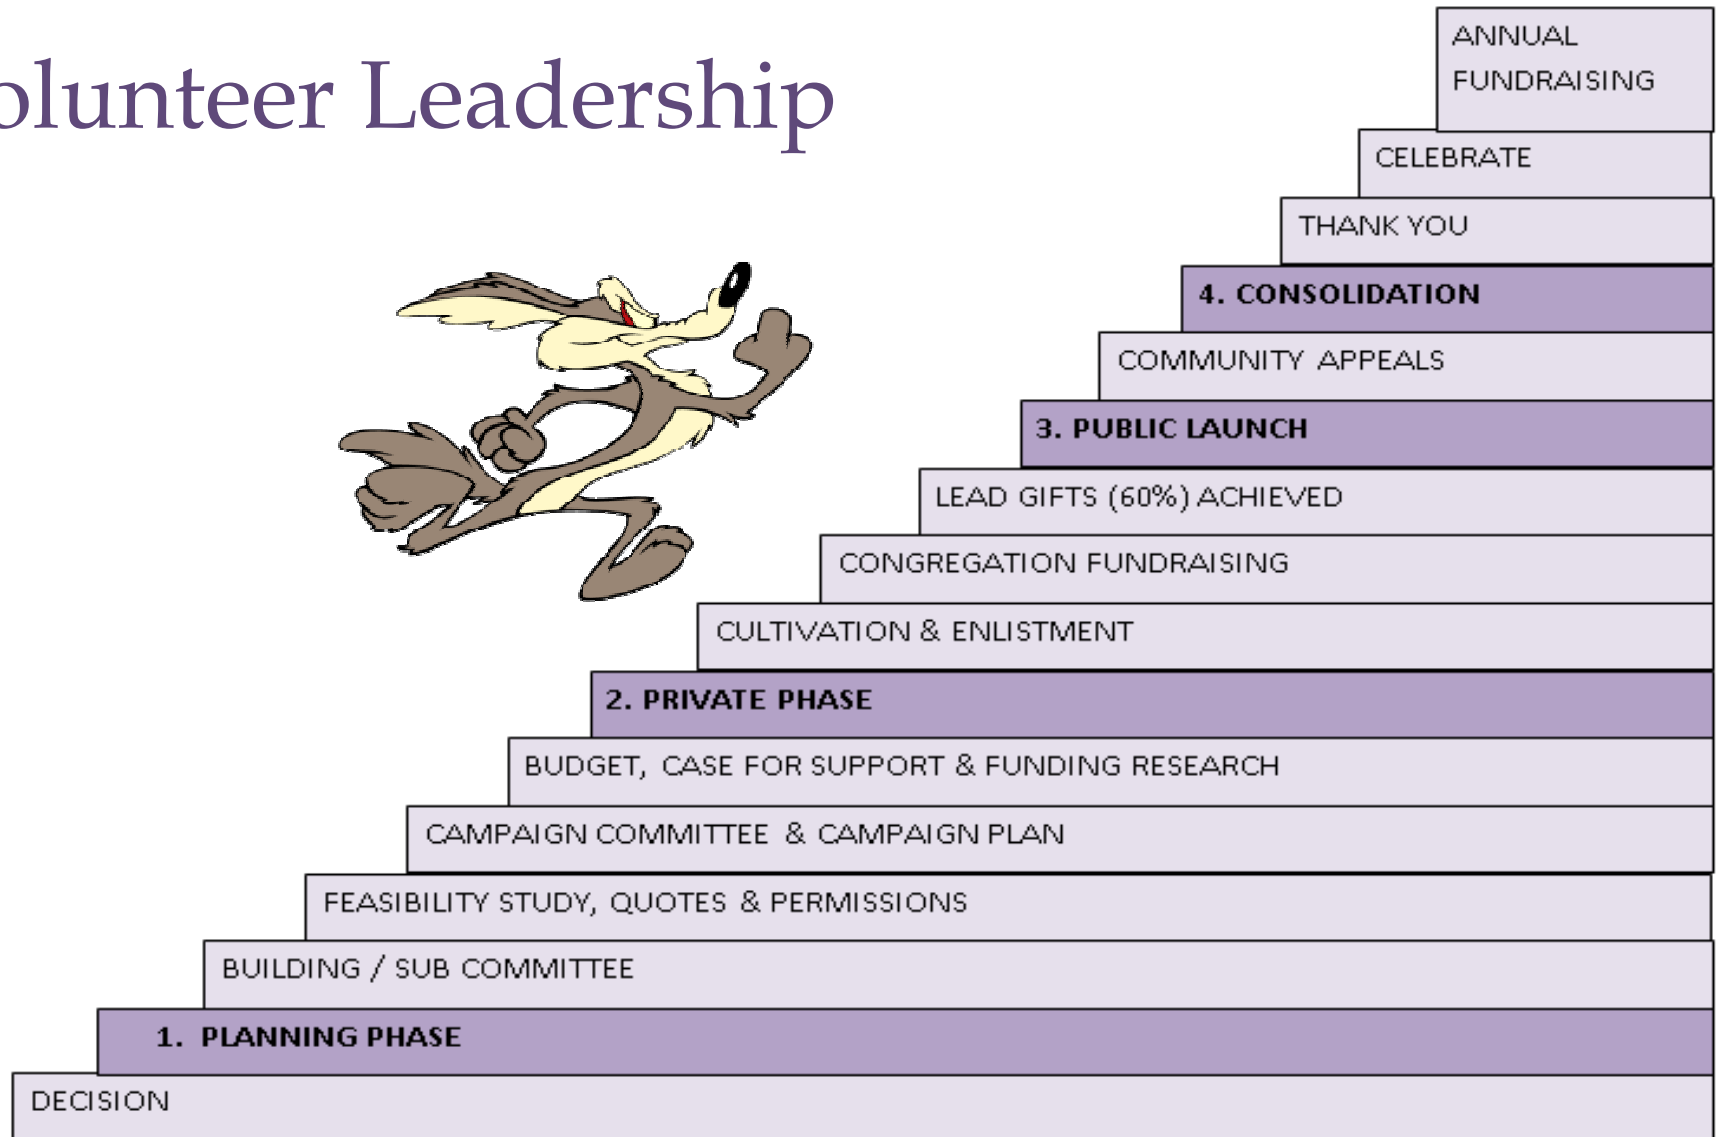 olunteer Leadership
ANNUAL
FUNDRAISING
CELEBRATE
THANK YOU
4. CONSOLIDATION
COMMUNITY APPEALS
3. PUBLIC LAUNCH
LEAD GIFTS (60%) ACHIEVED
CONGREGATION FUNDRAISING
CULTIVATION & ENLISTMENT
2. PRIVATE PHASE
BUDGET, CASE FOR SUPPORT & FUNDING RESEARCH
CAMPAIGN COMMITTEE & CAMPAIGN PLAN
FEASIBILITY STUDY, QUOTES & PERMISSIONS
BUILDING / SUB COMMITTEE
1. PLANNING PHASE
DECISION